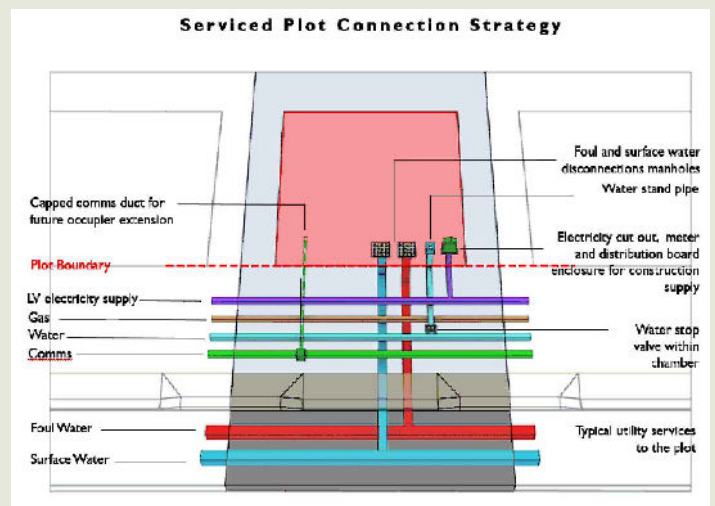 Serviced Plot Connection Strategy
Capped comms duct for
future occupier extension
Plot Boundary
LV electricity supply
Gas
Water
Comms
Foul Water
Surface Water
Foul and surface water
disconnections manholes
Water stand pipe
Electricity cut out, meter
and distribution board
enclosure for construction
supply
Water stop
valve within
chamber
Typical utility services
to the plot